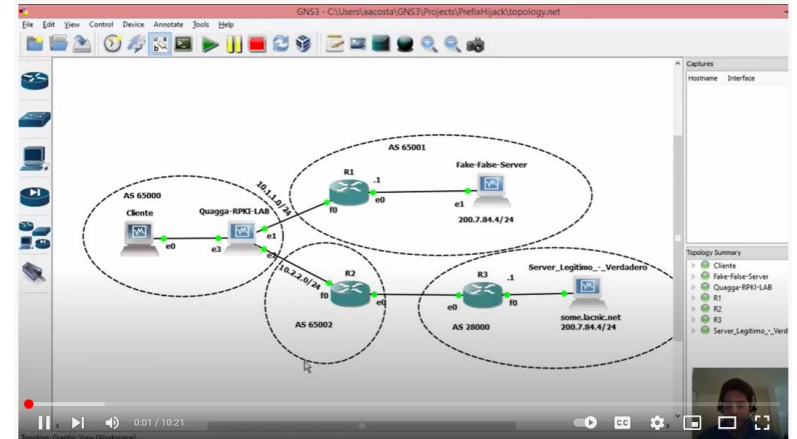 GNS3 - C:\Users\aacosta\GNS3\Projects\PrefixHijack\topology.net
File Edit View Control Device Annotate Tools Help
Captures
Hostname Interface
AS 65001
Fake-False-Server
R1
.1
e0
f0
e1
200.7.84.4/24
AS 65000
Cliente
Quagga-RPKI-LAB
10.1.1.0/24
e0
e3
e1
e2
10.2.2.0/24
R2
f0
e0
AS 65002
R3
.1
Server_Legitimo_-_Verdadero
e0
f0
AS 28000
some.lacnic.net
200.7.84.4/24
Topology Summary
Cliente
Fake-False-Server
Quagga-RPKI-LAB
R1
R2
R3
Server_Legitimo_-_Verd
0:01 / 10:21
CC
Topology Graphic View (Workspace)